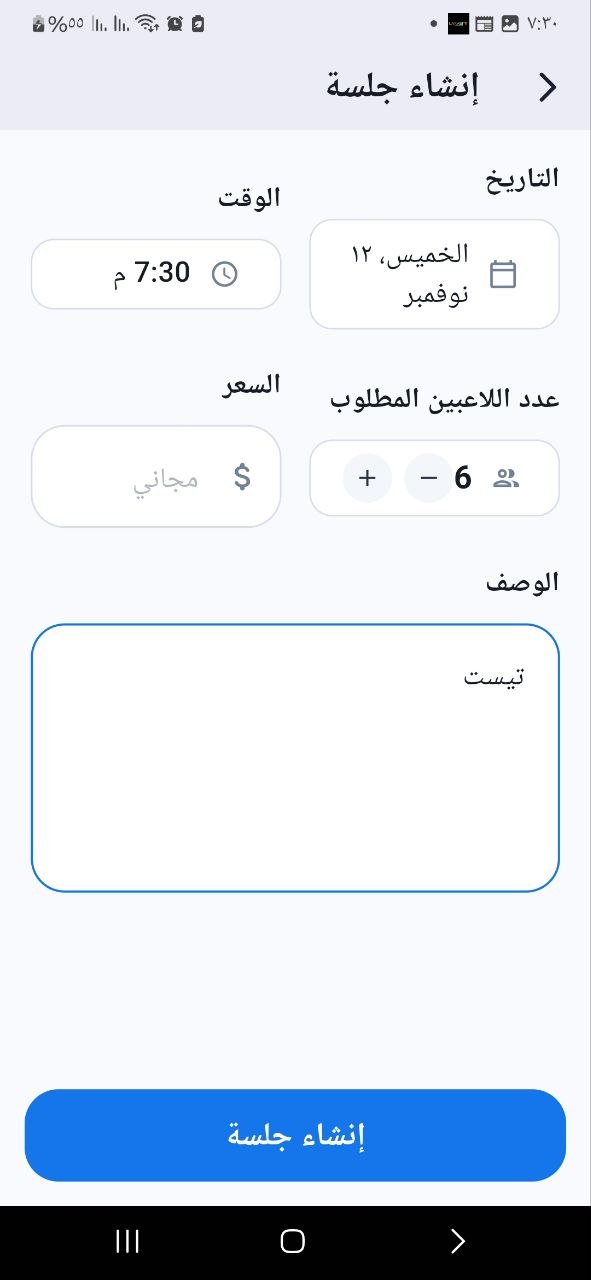 ٧:٣٠
%٥٥
إنشاء جلسة
التاريخ
الوقت
الخميس، ١٢
نوفمبر
7:30 م
عدد اللاعبين المطلوب
السعر
6
−
+
$
مجاني
الوصف
تيست
إنشاء جلسة